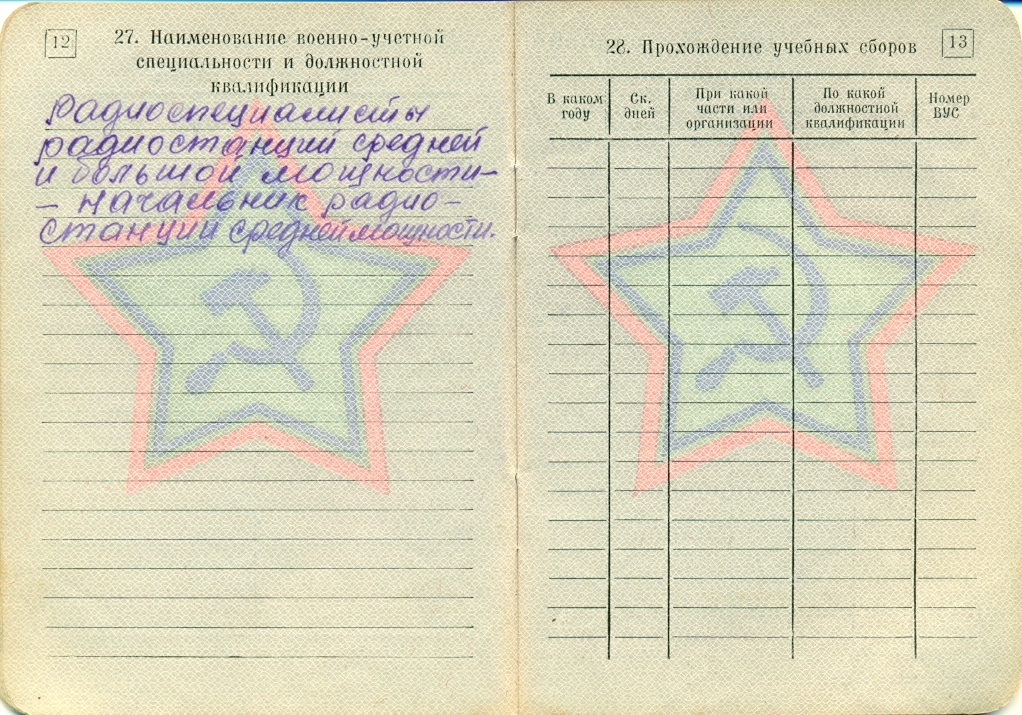 12
27. Наименование военно-учетной
специальности и должностной
квалификации
Радиоспециалисты
радиостанций средней
и большой мощности-
- начальник радио-
станции средней мощности.
28. Прохождение учебных сборов
13
В каком
году
Ск.
дней
При какой
части или
организации
По какой
должностной
квалификации
Номер
ВУС